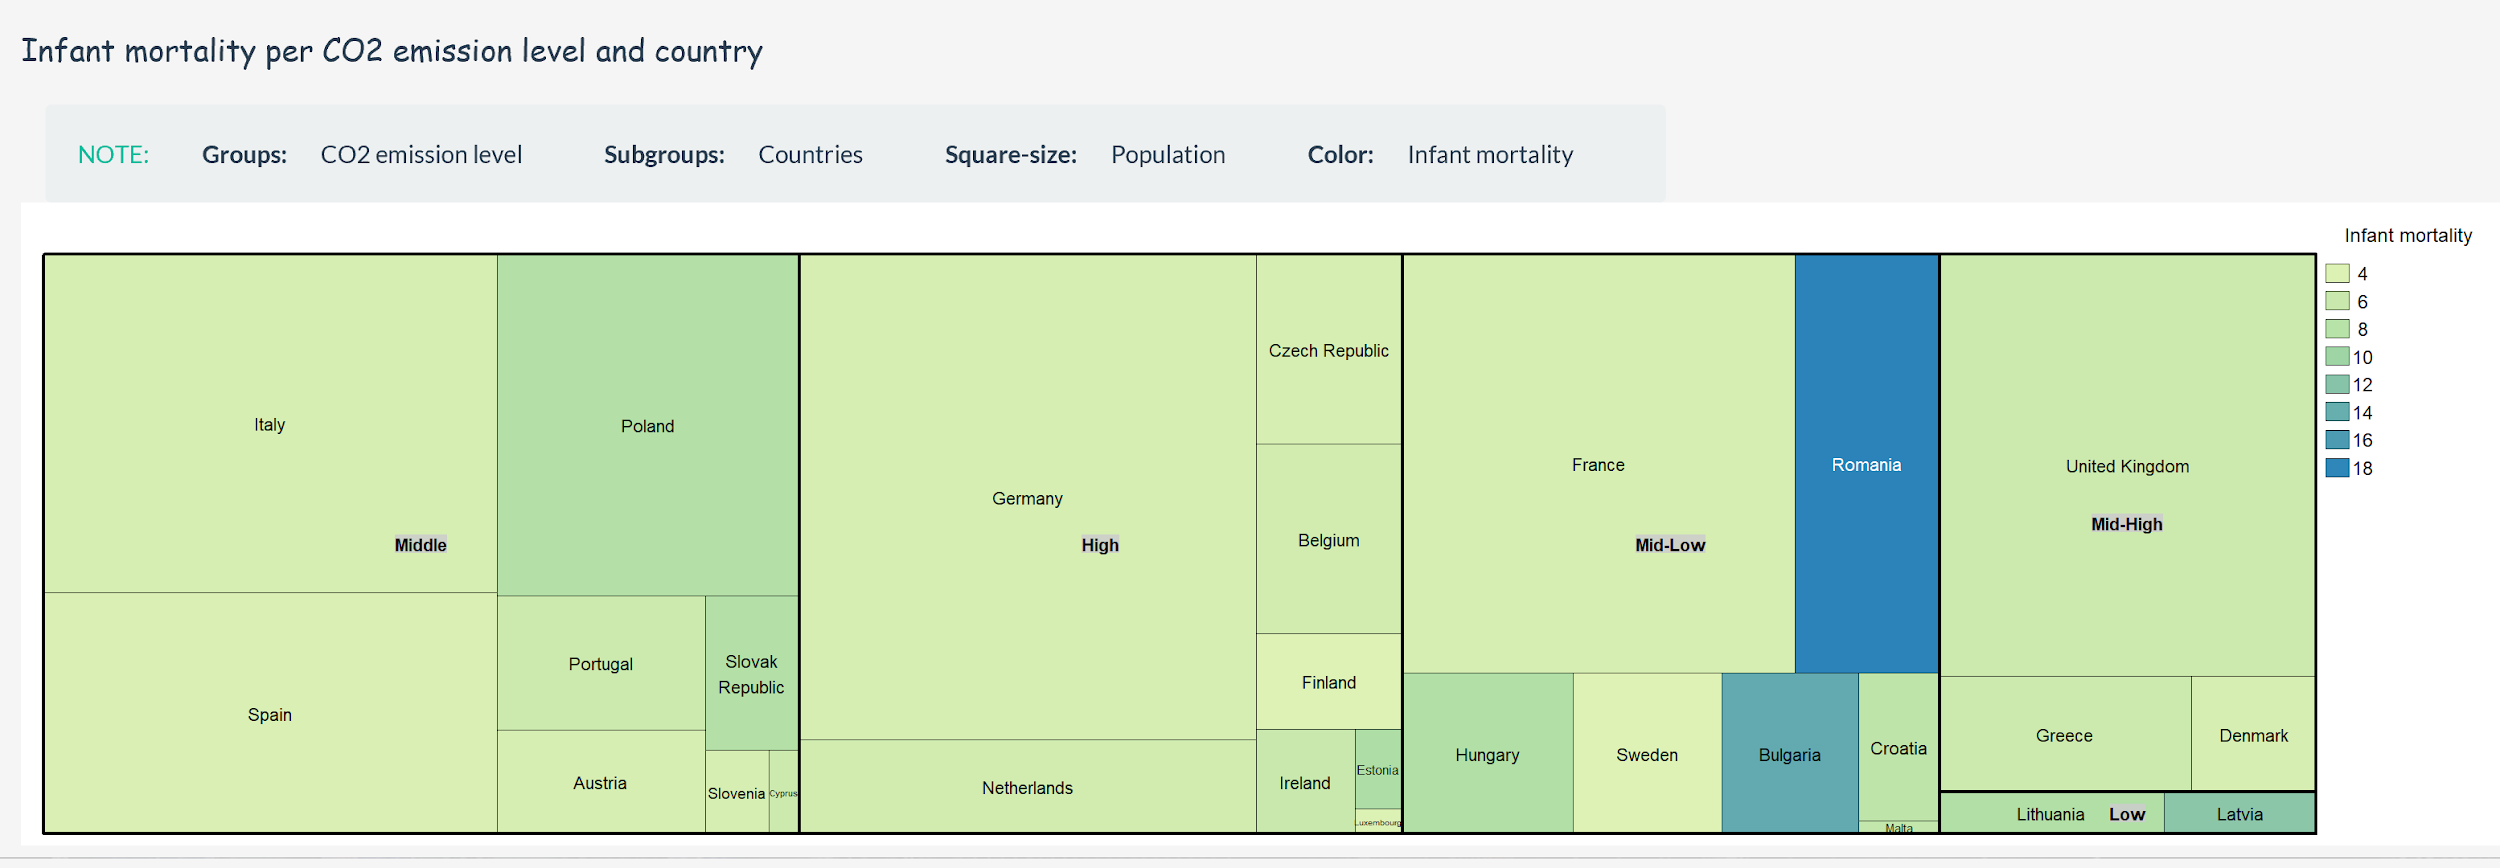 Infant mortality per CO2 emission level and country
NOTE: Groups: CO2 emission level Subgroups: Countries Square-size: Population Color: Infant mortality
Infant mortality
4
6
8
10
12
14
16
18
Italy
Middle
Spain
Poland
Portugal
Slovak
Republic
Austria
Slovenia
Cyprus
Germany
High
Netherlands
Czech Republic
Belgium
Finland
Ireland
Estonia
Luxembourg
France
Mid-Low
Romania
Hungary
Sweden
Bulgaria
Croatia
Malta
United Kingdom
Mid-High
Greece
Denmark
Lithuania
Low
Latvia